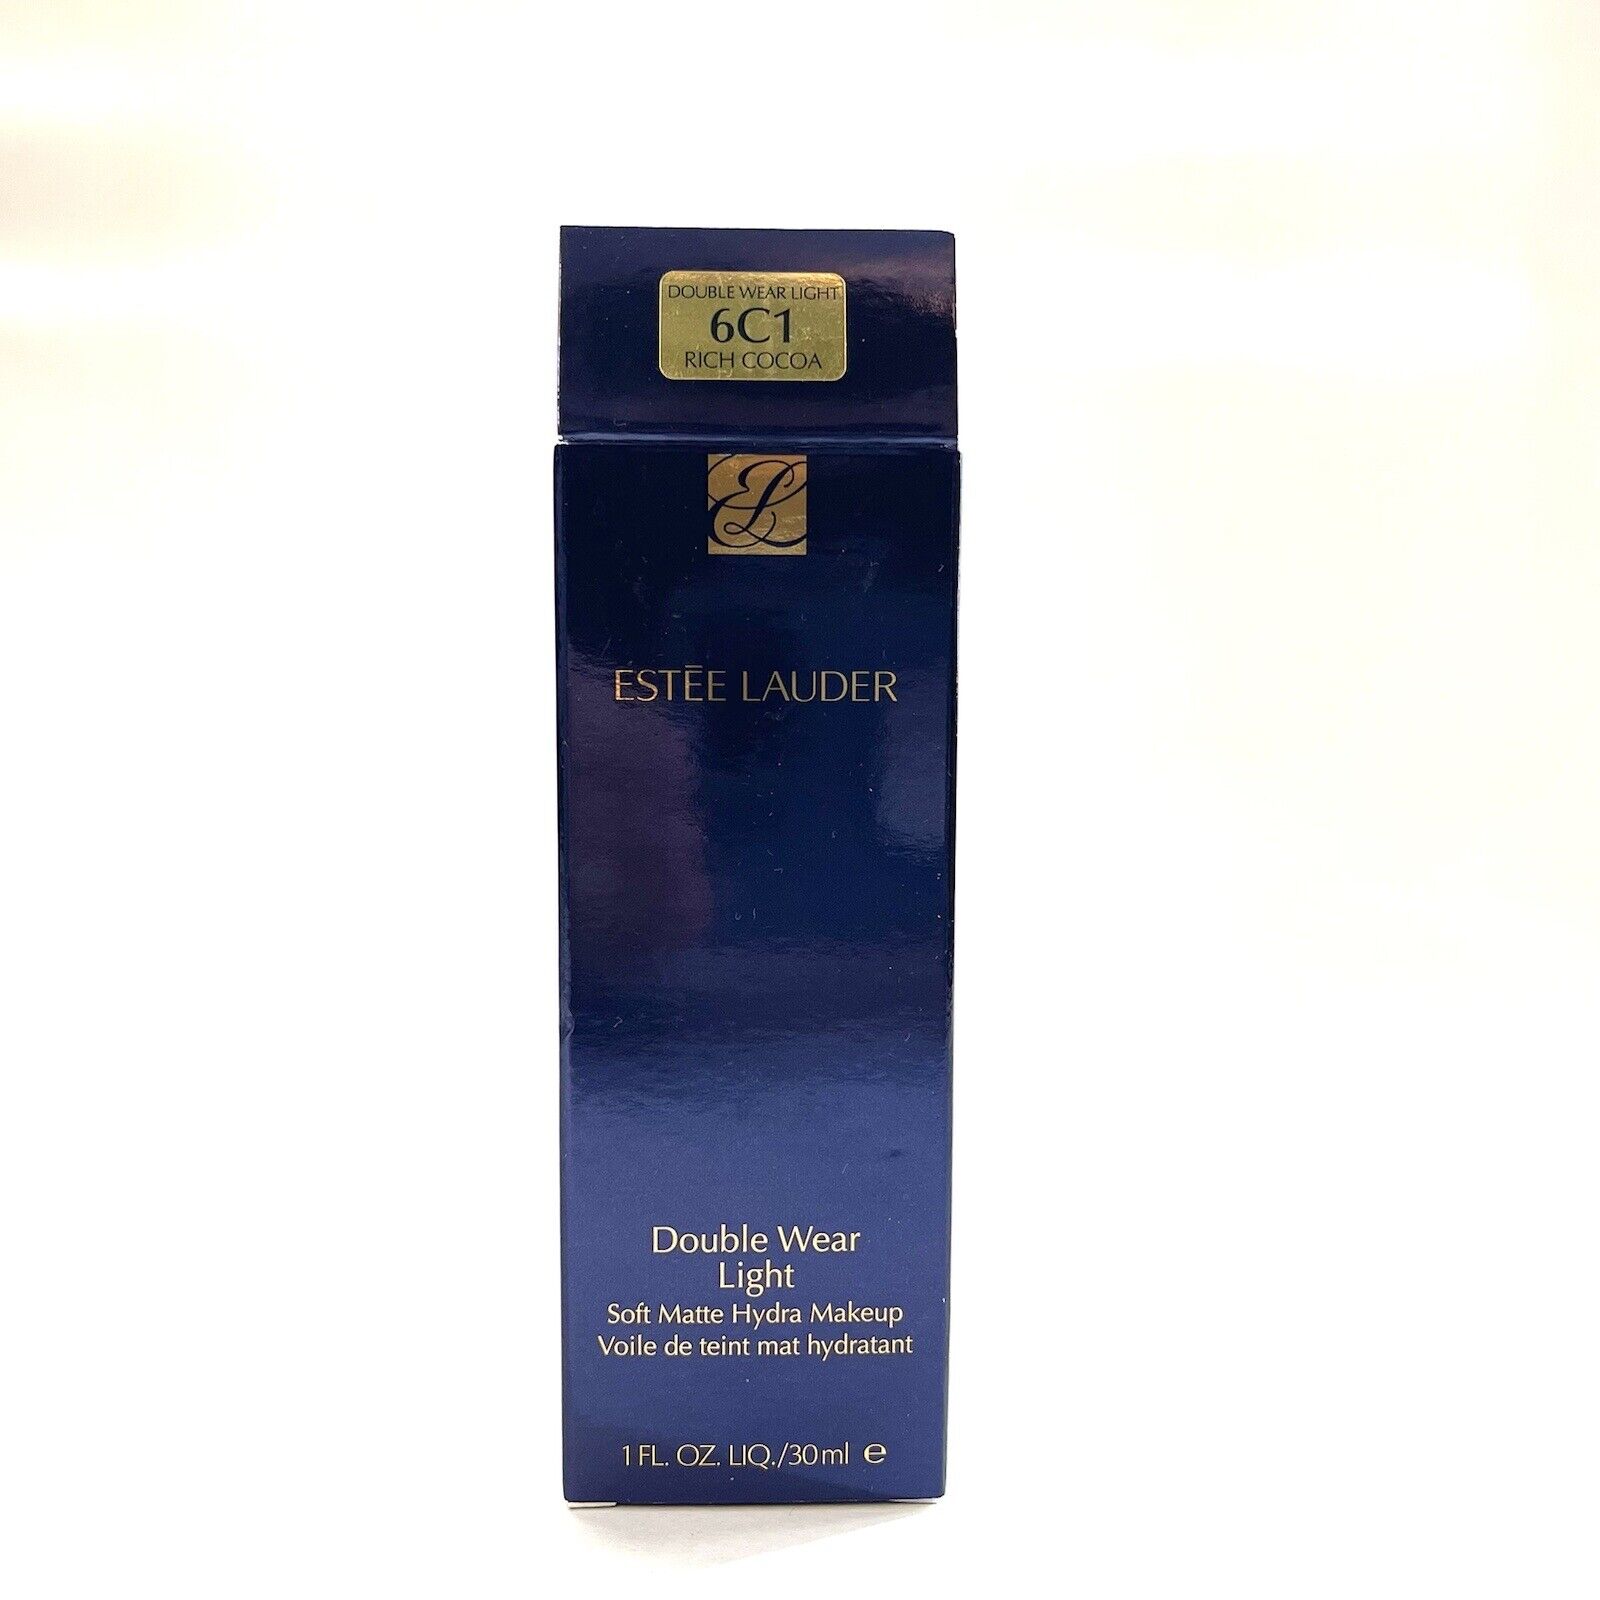 DOUBLE WEAR LIGHT
6C1
RICH COCOA
EL
ESTĒE LAUDER
Double Wear
Light
Soft Matte Hydra Makeup
Voile de teint mat hydratant
1 FL. OZ. LIQ./30ml ℮